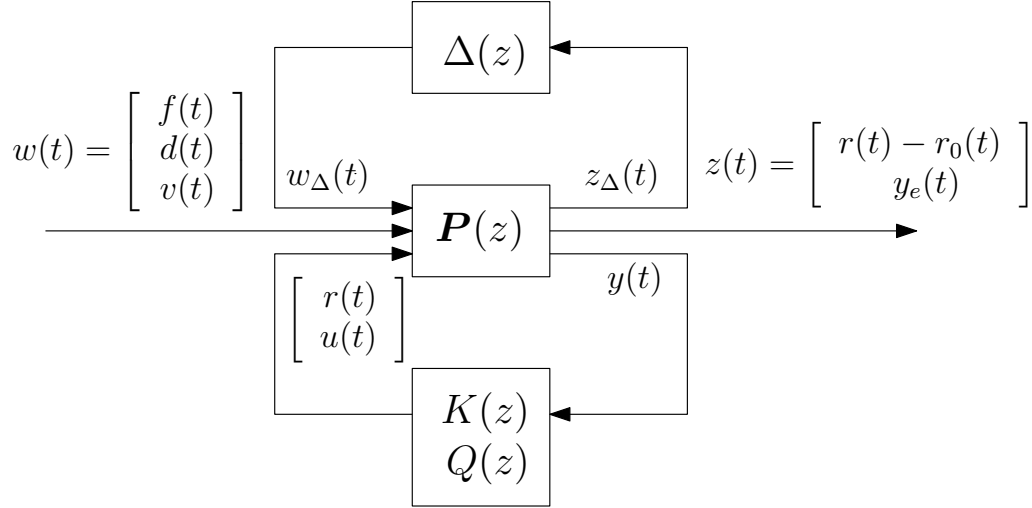 Δ(z)
w(t) = [ f(t) d(t) v(t) ]
w_Δ(t)
z_Δ(t)
z(t) = [ r(t) − r_0(t) y_e(t) ]
P(z)
y(t)
[ r(t) u(t) ]
K(z)
Q(z)